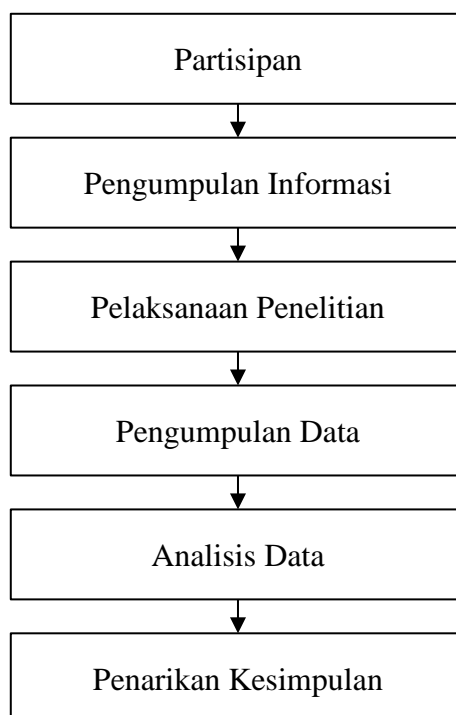 Partisipan
Pengumpulan Informasi
Pelaksanaan Penelitian
Pengumpulan Data
Analisis Data
Penarikan Kesimpulan